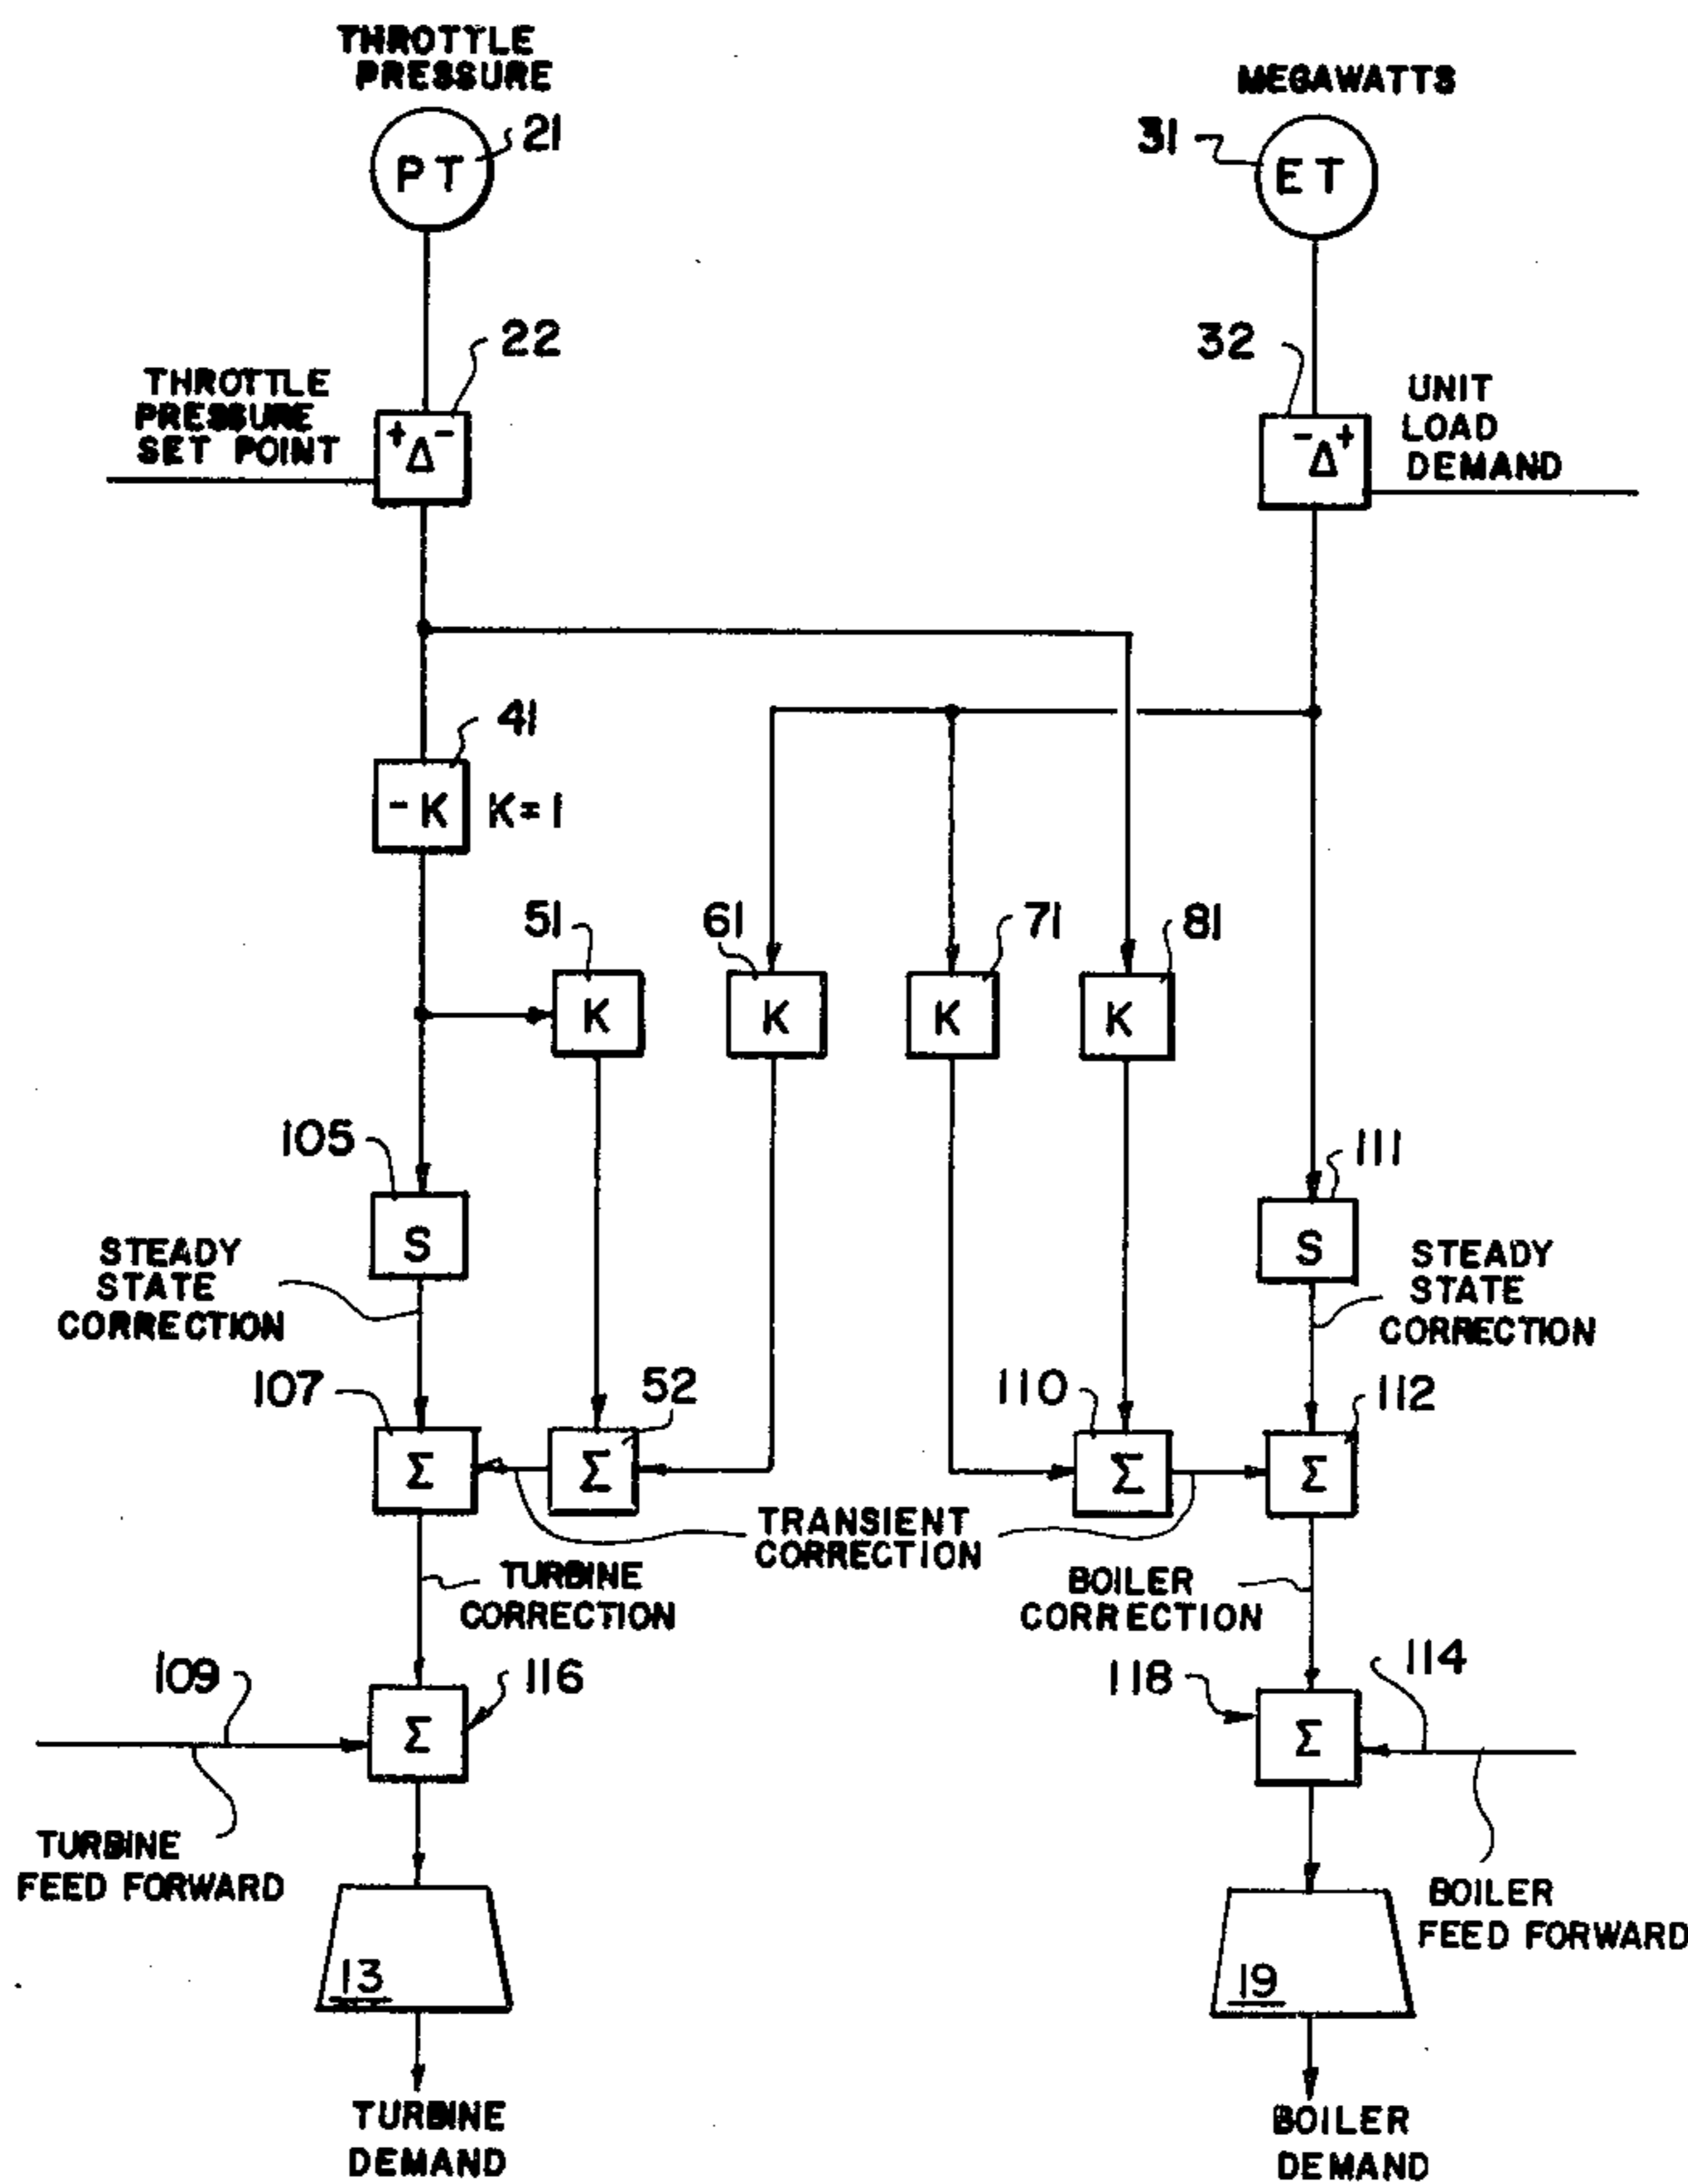 THROTTLE
PRESSURE
MEGAWATTS
21
PT
31
ET
22
32
THROTTLE
PRESSURE
SET POINT
+Δ-
-Δ+
UNIT
LOAD
DEMAND
41
-K K=1
51
61
71
81
K
K
K
K
105
111
S
S
STEADY
STATE
CORRECTION
STEADY
STATE
CORRECTION
107
52
110
112
Σ
Σ
Σ
Σ
TRANSIENT
CORRECTION
TURBINE
CORRECTION
BOILER
CORRECTION
109
116
118
114
Σ
Σ
TURBINE
FEED FORWARD
BOILER
FEED FORWARD
13
19
TURBINE
DEMAND
BOILER
DEMAND